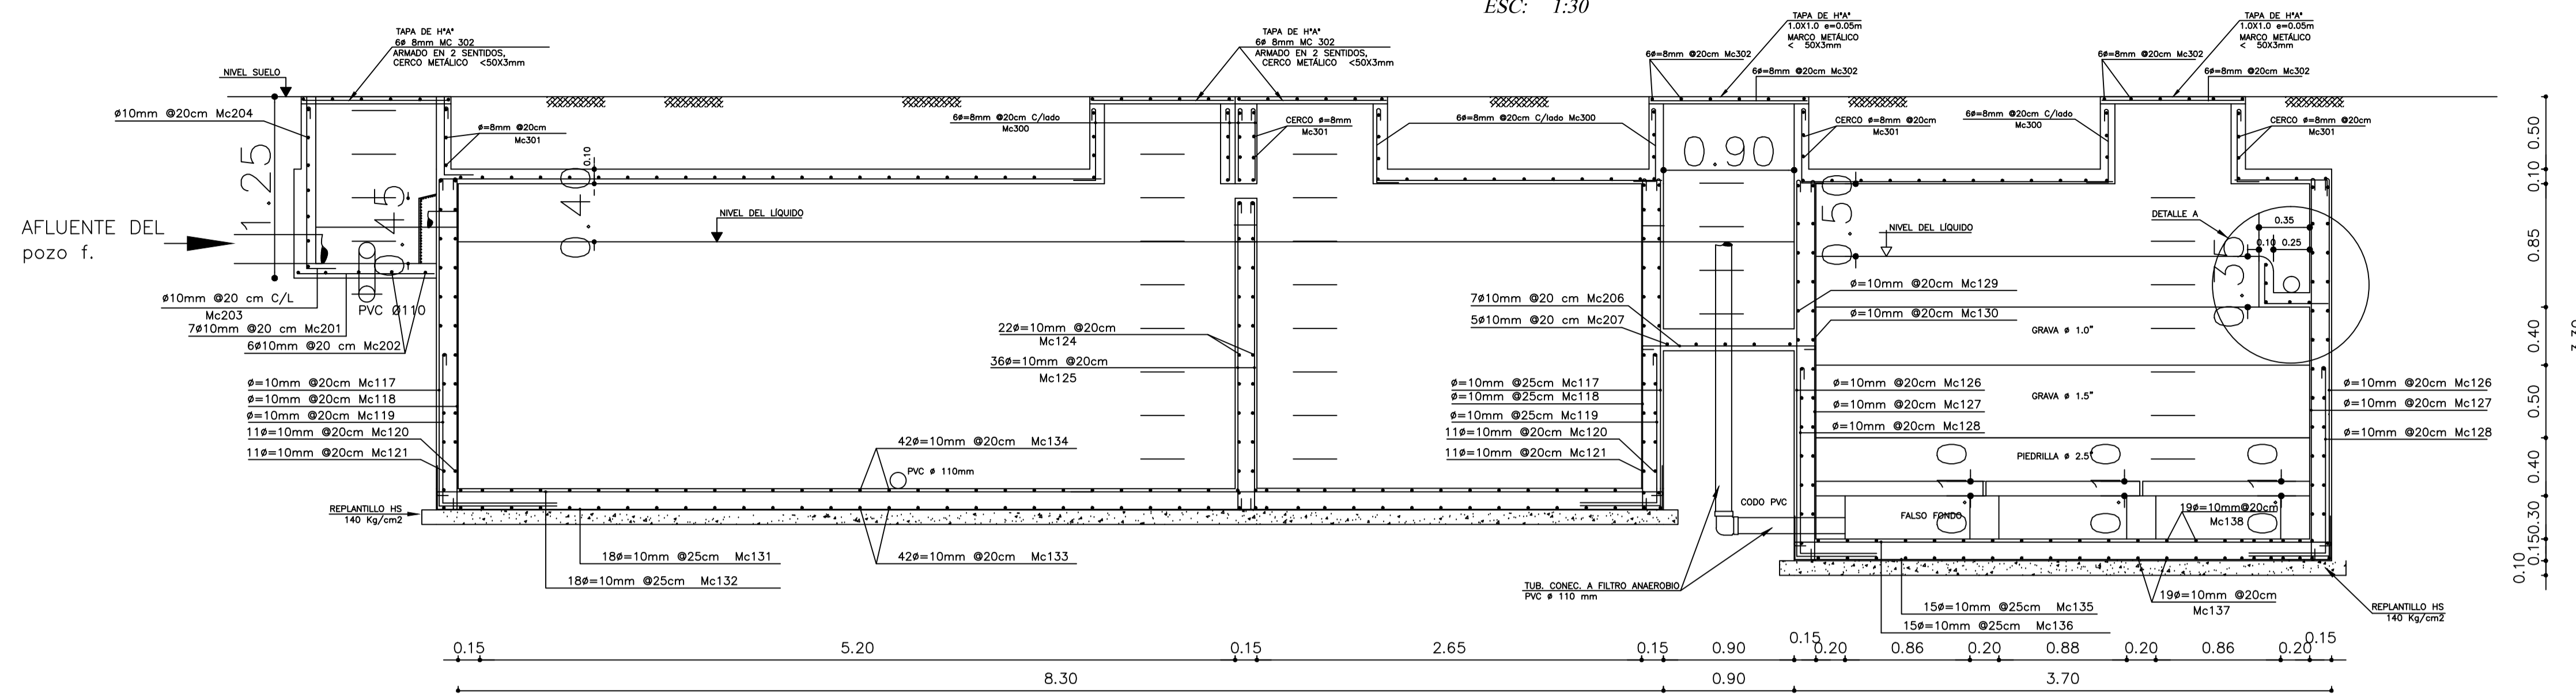 ESC: 1:30
TAPA DE H"A"
6ø 8mm MC 302
ARMADO EN 2 SENTIDOS,
CERCO METÁLICO <50X3mm
TAPA DE H"A"
6ø 8mm MC 302
ARMADO EN 2 SENTIDOS,
CERCO METÁLICO <50X3mm
TAPA DE H"A"
1.0X1.0 e=0.05m
MARCO METÁLICO
< 50X3mm
TAPA DE H"A"
1.0X1.0 e=0.05m
MARCO METÁLICO
< 50X3mm
6ø=8mm @20cm Mc302
6ø=8mm @20cm Mc302
6ø=8mm @20cm Mc302
6ø=8mm @20cm Mc302
NIVEL SUELO
ø10mm @20cm Mc204
ø=8mm @20cm
Mc301
6ø=8mm @20cm C/lado
Mc300
CERCO ø=8mm
Mc301
6ø=8mm @20cm C/lado Mc300
CERCO ø=8mm @20cm
Mc301
6ø=8mm @20cm C/lado
Mc300
CERCO ø=8mm @20cm
Mc301
1.25
0.45
0.40
0.10
0.90
0.50
0.35
NIVEL DEL LÍQUIDO
NIVEL DEL LÍQUIDO
DETALLE A
0.35
0.10 0.25
AFLUENTE DEL
pozo f.
ø10mm @20 cm C/L
Mc203
7ø10mm @20 cm Mc201
6ø10mm @20 cm Mc202
PVC Ø110
22ø=10mm @20cm
Mc124
36ø=10mm @20cm
Mc125
7ø10mm @20 cm Mc206
5ø10mm @20 cm Mc207
ø=10mm @20cm Mc129
ø=10mm @20cm Mc130
GRAVA ø 1.0"
GRAVA ø 1.5"
PIEDRILLA ø 2.5"
FALSO FONDO
ø=10mm @20cm Mc117
ø=10mm @20cm Mc118
ø=10mm @20cm Mc119
11ø=10mm @20cm Mc120
11ø=10mm @20cm Mc121
ø=10mm @25cm Mc117
ø=10mm @25cm Mc118
ø=10mm @25cm Mc119
11ø=10mm @20cm Mc120
11ø=10mm @20cm Mc121
ø=10mm @20cm Mc126
ø=10mm @20cm Mc127
ø=10mm @20cm Mc128
ø=10mm @20cm Mc126
ø=10mm @20cm Mc127
ø=10mm @20cm Mc128
42ø=10mm @20cm Mc134
PVC ø 110mm
CODO PVC
19ø=10mm@20cm
Mc138
REPLANTILLO HS
140 Kg/cm2
18ø=10mm @25cm Mc131
42ø=10mm @20cm Mc133
18ø=10mm @25cm Mc132
TUB. CONEC. A FILTRO ANAEROBIO
PVC ø 110 mm
19ø=10mm @20cm
Mc137
15ø=10mm @25cm Mc135
15ø=10mm @25cm Mc136
REPLANTILLO HS
140 Kg/cm2
0.50
0.10
0.85
0.40
0.50
0.40
0.30
0.15
0.10
0.15 5.20 0.15 2.65 0.15 0.90 0.15 0.20 0.86 0.20 0.88 0.20 0.86 0.20 0.15
8.30 0.90 3.70